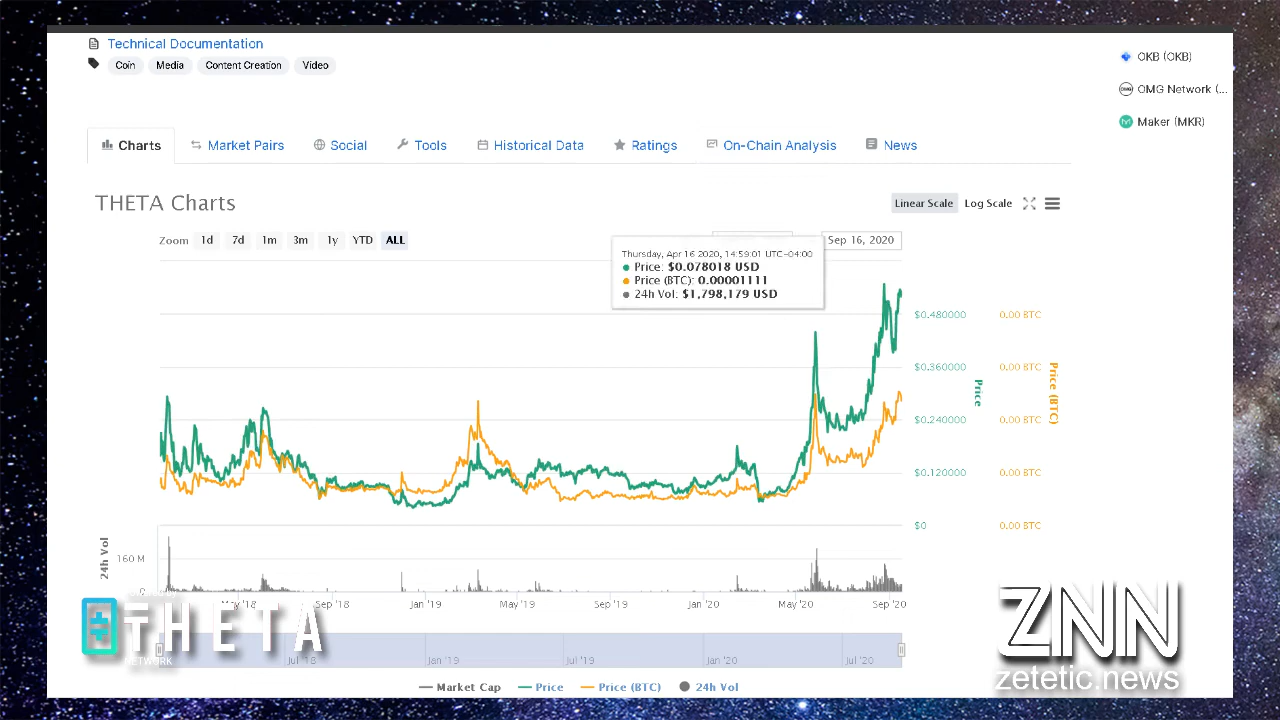 Technical Documentation
Coin Media Content Creation Video
OKB (OKB)
OMG Network (...
Maker (MKR)
Charts Market Pairs Social Tools Historical Data Ratings On-Chain Analysis News
THETA Charts
Linear Scale Log Scale
Zoom 1d 7d 1m 3m 1y YTD ALL
Sep 16, 2020
Thursday, Apr 16 2020, 14:59:01 UTC-04:00
Price: $0.078018 USD
Price (BTC): 0.00001111
24h Vol: $1,798,179 USD
$0.480000 0.00 BTC
$0.360000 0.00 BTC
Price
Price (BTC)
$0.240000 0.00 BTC
$0.120000 0.00 BTC
$0 0.00 BTC
24h Vol
160 M
0
May '18 Sep '18 Jan '19 May '19 Sep '19 Jan '20 May '20 Sep '20
THETA
NETWORK
Jul '18 Jan '19 Jul '19 Jan '20 Jul '20
Market Cap Price Price (BTC) 24h Vol
ZNN
zetetic.news